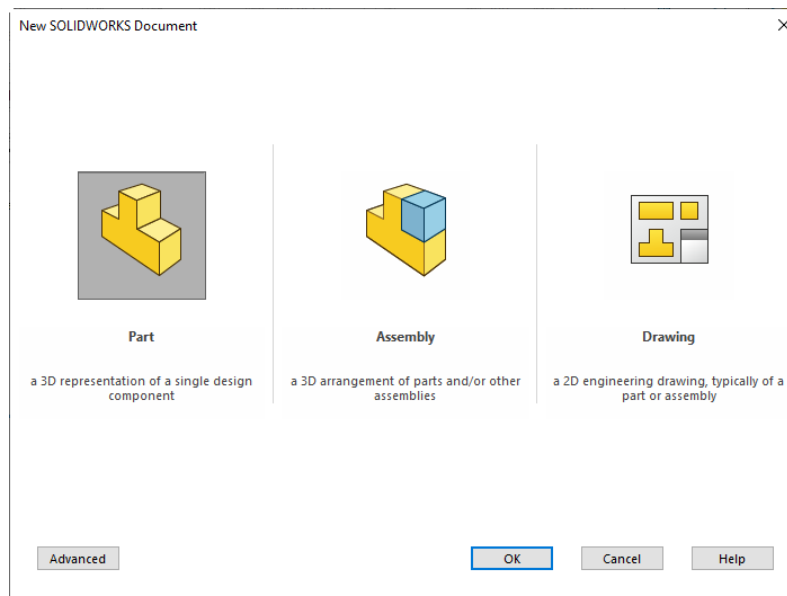 New SOLIDWORKS Document
Part
a 3D representation of a single design
component
Assembly
a 3D arrangement of parts and/or other
assemblies
Drawing
a 2D engineering drawing, typically of a
part or assembly
Advanced
OK
Cancel
Help